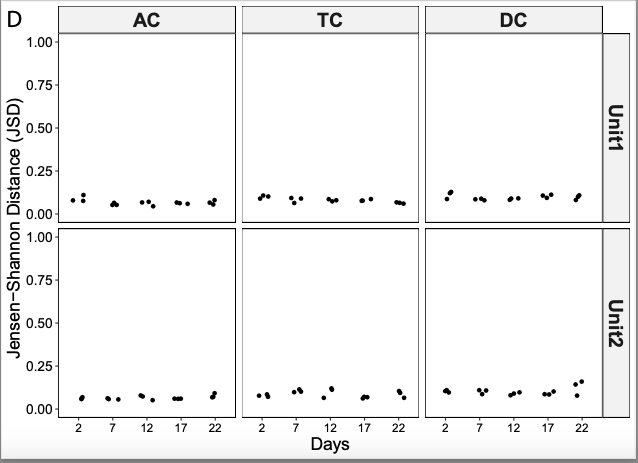 D
AC TC DC
Jensen−Shannon Distance (JSD)
1.00
0.75
0.50
0.25
0.00
Unit1
1.00
0.75
0.50
0.25
0.00
Unit2
2 7 12 17 22 2 7 12 17 22 2 7 12 17 22
Days